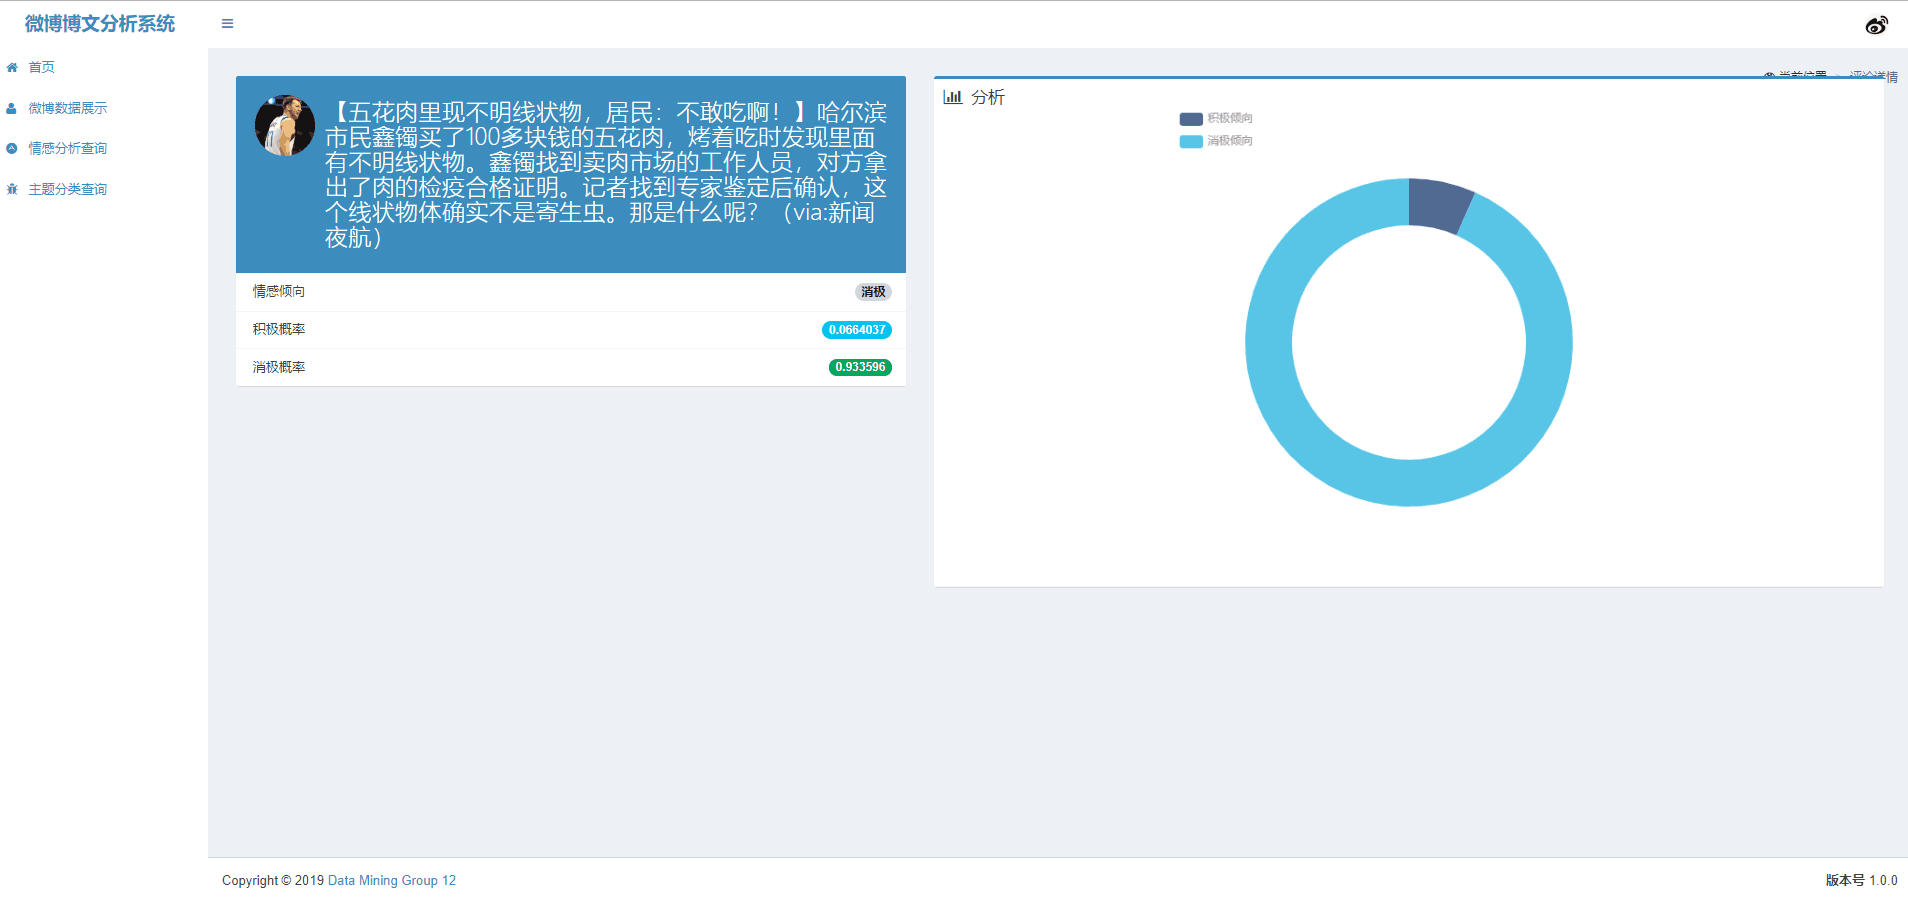 微博博文分析系统
首页
微博数据展示
情感分析查询
主题分类查询
当前位置 > 评论详情
【五花肉里现不明线状物，居民：不敢吃啊！】哈尔滨
市民鑫镯买了100多块钱的五花肉，烤着吃时发现里面
有不明线状物。鑫镯找到卖肉市场的工作人员，对方拿
出了肉的检疫合格证明。记者找到专家鉴定后确认，这
个线状物体确实不是寄生虫。那是什么呢？（via:新闻
夜航）
情感倾向 消极
积极概率 0.0664037
消极概率 0.933596
分析
积极倾向
消极倾向
Copyright © 2019 Data Mining Group 12
版本号 1.0.0